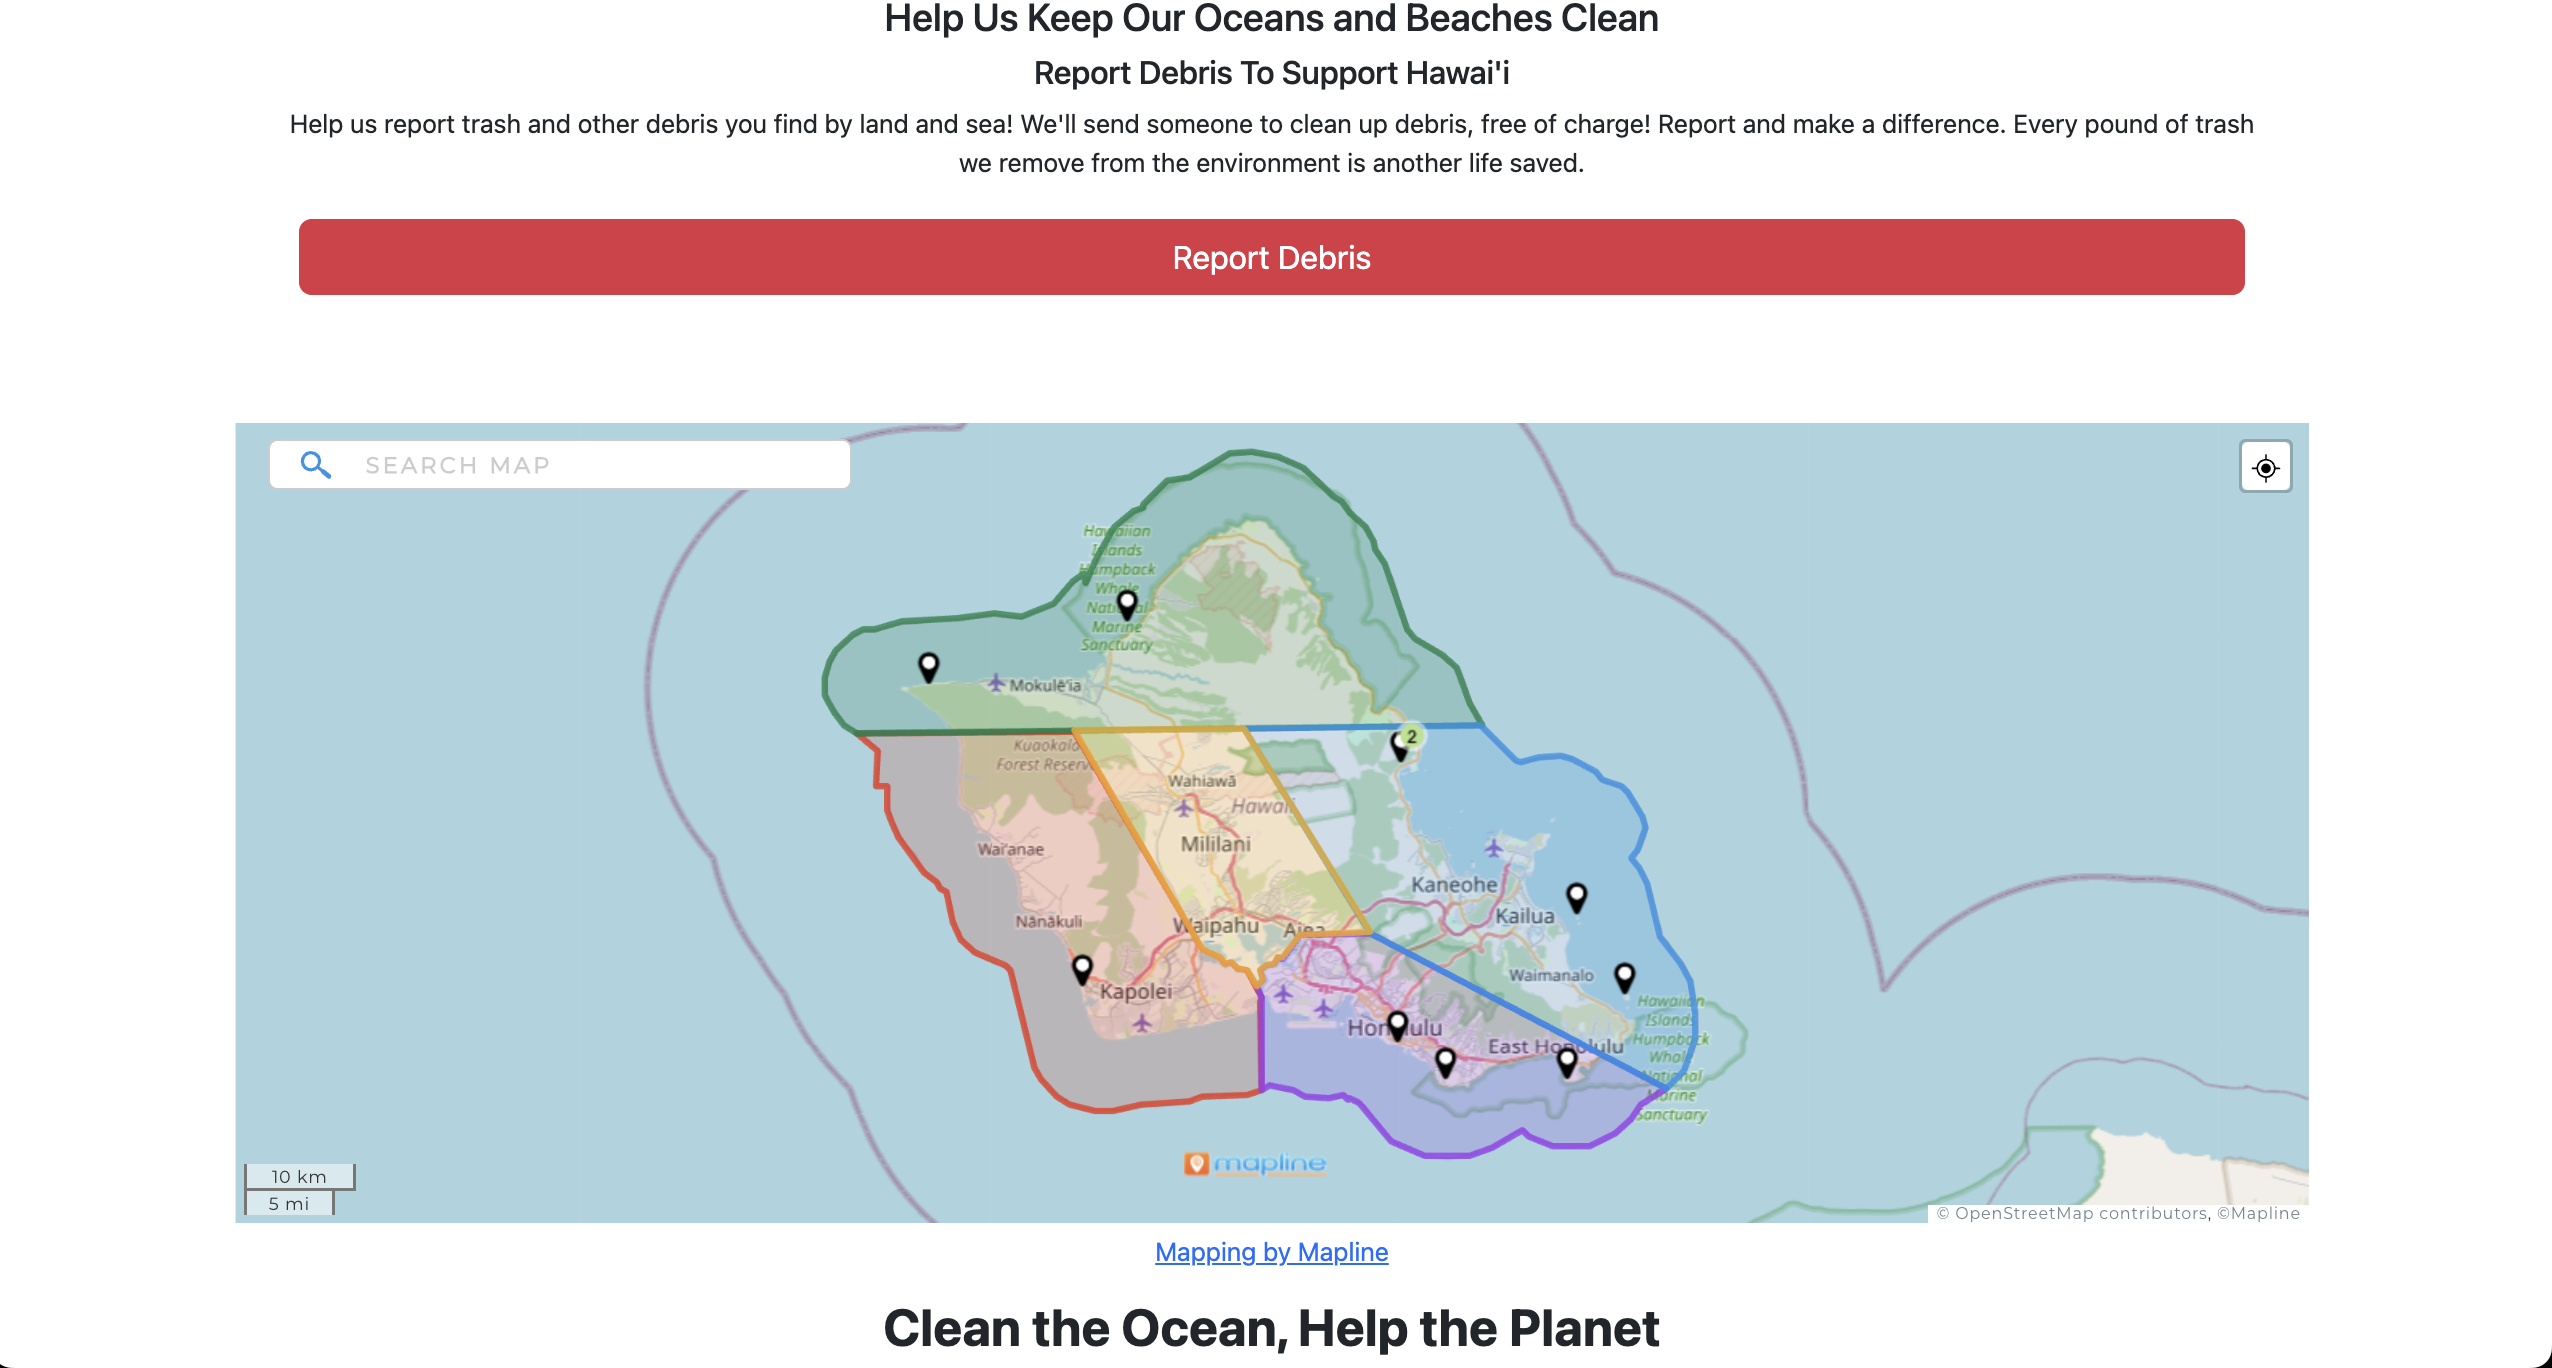 Help Us Keep Our Oceans and Beaches Clean
Report Debris To Support Hawai'i
Help us report trash and other debris you find by land and sea! We'll send someone to clean up debris, free of charge! Report and make a difference. Every pound of trash
we remove from the environment is another life saved.
Report Debris
SEARCH MAP
Hawaiian
Islands
Humpback
Whale
National
Marine
Sanctuary
Mokulē'ia
Kuaokalā
Forest Reserve
2
Wahiawā
Hawaii
Mililani
Wai'anae
Kaneohe
Kailua
Nānākuli
Waipahu
Aiea
Waimanalo
Kapolei
Honolulu
East Honolulu
Hawaiian
Islands
Humpback
Whale
National
Marine
Sanctuary
mapline
10 km
5 mi
© OpenStreetMap contributors, ©Mapline
Mapping by Mapline
Clean the Ocean, Help the Planet